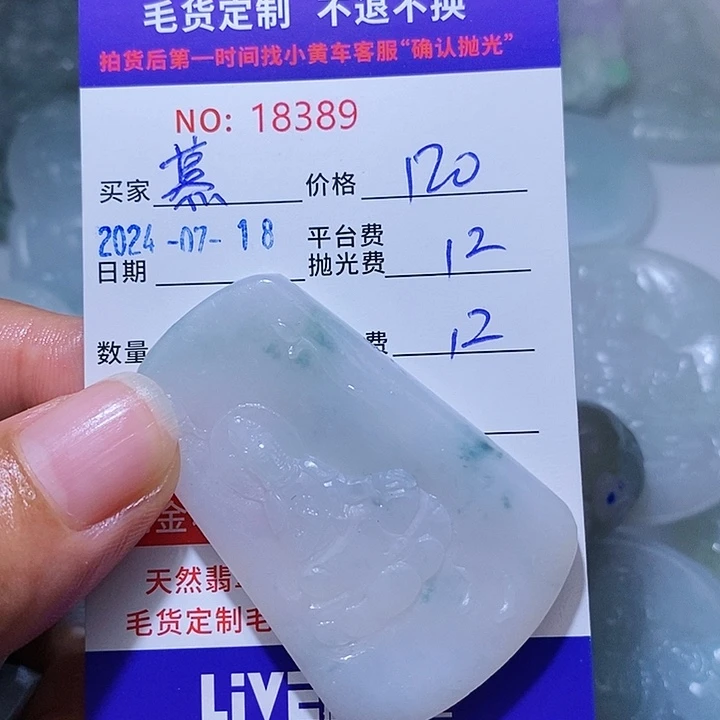 毛货定制 不退不换
拍货后第一时间找小黄车客服“确认抛光”
NO: 18389
买家 慕 价格 120
2024-07-18 平台费
日期 抛光费 12
数量 费 12
金
天然翡
毛货定制毛
LiVE